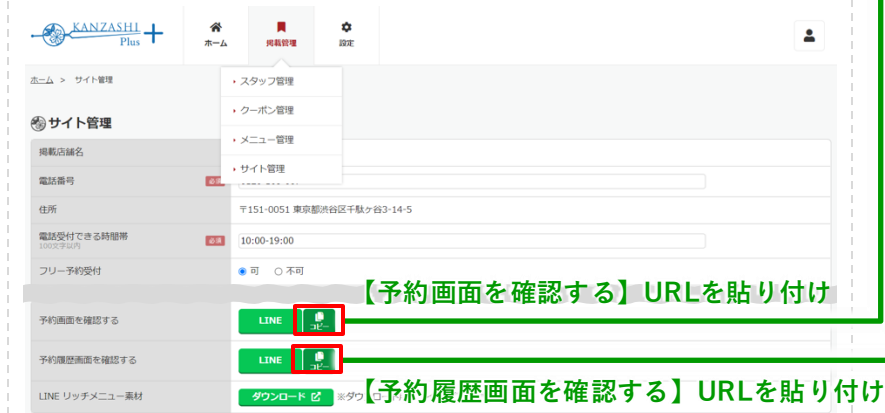 KANZASHI
Plus
ホーム
掲載管理
設定
ホーム > サイト管理
・スタッフ管理
・クーポン管理
・メニュー管理
・サイト管理
サイト管理
掲載店舗名
電話番号 必須
住所 〒151-0051 東京都渋谷区千駄ヶ谷3-14-5
電話受付できる時間帯 必須 10:00-19:00
100文字以内
フリー予約受付 可 不可
【予約画面を確認する】URLを貼り付け
予約画面を確認する LINE コピー
予約履歴画面を確認する LINE コピー
LINE リッチメニュー素材 ダウンロード ※ダウ
【予約履歴画面を確認する】URLを貼り付け